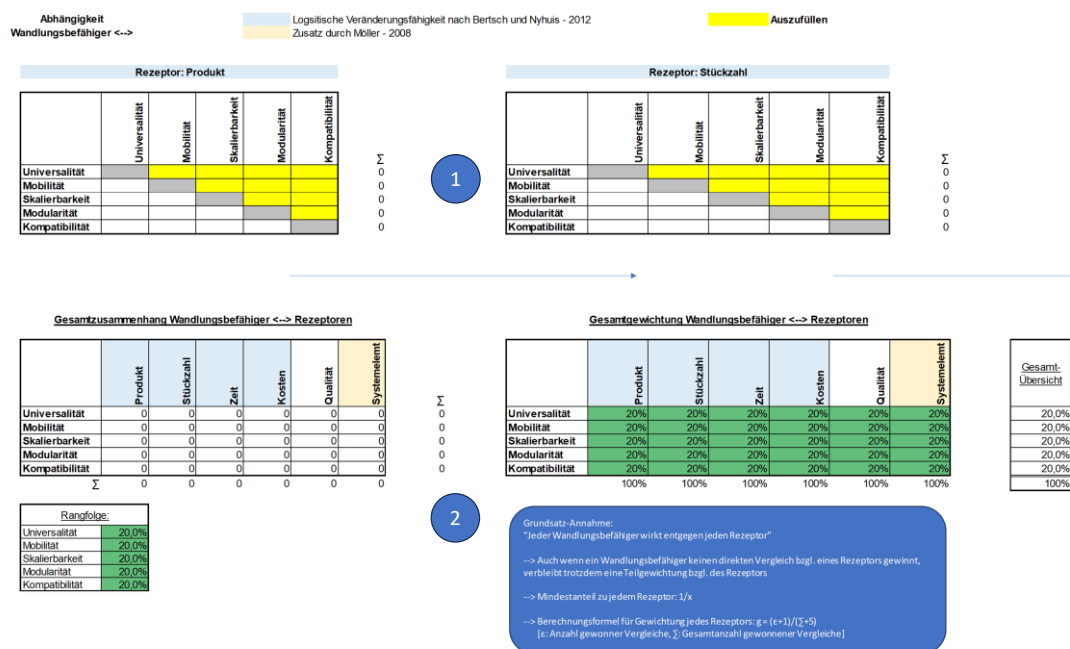 Abhängigkeit
Wandlungsbefähiger <-->
Logsitische Veränderungsfähigkeit nach Bertsch und Nyhuis - 2012
Zusatz durch Möller - 2008
Auszufüllen
Rezeptor: Produkt
Universalität Mobilität Skalierbarkeit Modularität Kompatibilität
Σ
Universalität 0
Mobilität 0
Skalierbarkeit 0
Modularität 0
Kompatibilität 0
1
Rezeptor: Stückzahl
Universalität Mobilität Skalierbarkeit Modularität Kompatibilität
Σ
Universalität 0
Mobilität 0
Skalierbarkeit 0
Modularität 0
Kompatibilität 0
Gesamtzusammenhang Wandlungsbefähiger <--> Rezeptoren
Produkt Stückzahl Zeit Kosten Qualität Systemelemt
Σ
Universalität 0 0 0 0 0 0 0
Mobilität 0 0 0 0 0 0 0
Skalierbarkeit 0 0 0 0 0 0 0
Modularität 0 0 0 0 0 0 0
Kompatibilität 0 0 0 0 0 0 0
Σ 0 0 0 0 0 0
Gesamtgewichtung Wandlungsbefähiger <--> Rezeptoren
Produkt Stückzahl Zeit Kosten Qualität Systemelemt
Universalität 20% 20% 20% 20% 20% 20%
Mobilität 20% 20% 20% 20% 20% 20%
Skalierbarkeit 20% 20% 20% 20% 20% 20%
Modularität 20% 20% 20% 20% 20% 20%
Kompatibilität 20% 20% 20% 20% 20% 20%
100% 100% 100% 100% 100% 100%
Gesamt-
Übersicht
20,0%
20,0%
20,0%
20,0%
20,0%
100%
Rangfolge:
Universalität 20,0%
Mobilität 20,0%
Skalierbarkeit 20,0%
Modularität 20,0%
Kompatibilität 20,0%
2
Grundsatz-Annahme:
"Jeder Wandlungsbefähiger wirkt entgegen jeden Rezeptor"
--> Auch wenn ein Wandlungsbefähiger keinen direkten Vergleich bzgl. eines Rezeptors gewinnt,
verbleibt trotzdem eine Teilgewichtung bzgl. des Rezeptors
--> Mindestanteil zu jedem Rezeptor: 1/x
--> Berechnungsformel für Gewichtung jedes Rezeptors: g = (ε+1)/(∑+5)
[ε: Anzahl gewonner Vergleiche, ∑: Gesamtanzahl gewonnener Vergleiche]